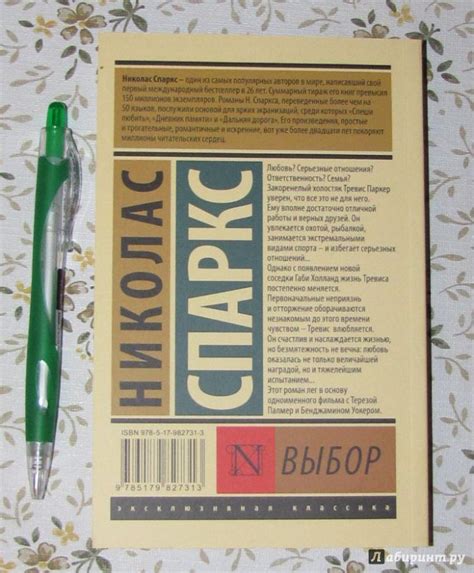 Николас Спаркс – один из самых популярных авторов в мире, написавший свой
первый международный бестселлер в 26 лет. Суммарный тираж его книг превысил
150 миллионов экземпляров. Романы Н. Спаркса, переведенные более чем на
50 языков, послужили основой для ярких экранизаций, среди которых «Спеши
любить», «Дневник памяти» и «Дальняя дорога». Его произведения, простые
и трогательные, романтичные и искренние, вот уже более двадцати лет покоряют
миллионы читательских сердец.
НИКОЛАС
СПАРКС
Любовь? Серьезные отношения?
Ответственность? Семья?
Закоренелый холостяк Тревис Паркер
уверен, что все это не для него.
Ему вполне достаточно отличной
работы и верных друзей. Он
увлекается охотой, рыбалкой,
занимается экстремальными
видами спорта – и избегает серьезных
отношений...
Однако с появлением новой
соседки Габи Холланд жизнь Тревиса
постепенно меняется.
Первоначальные неприязнь
и отторжение оборачиваются
незнакомым до этого времени
чувством – Тревис влюбляется.
Он счастлив и наслаждается жизнью,
но безмятежность не вечна: любовь
оказалась не только величайшей
наградой, но и тяжелейшим
испытанием...
Этот роман лег в основу
одноименного фильма с Терезой
Палмер и Бенджамином Уокером.
ISBN 978-5-17-982731-3
9 785179 827313
N ВЫБОР
эксклюзивная классика
Лабиринт.ру